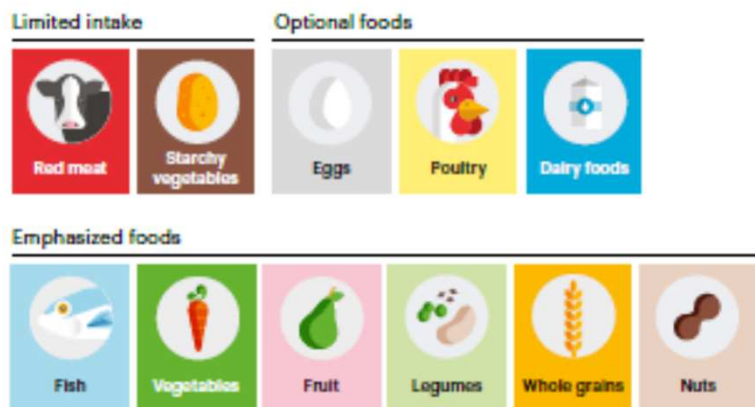 Limited intake
Optional foods
Red meat
Starchy
vegetables
Eggs
Poultry
Dairy foods
Emphasized foods
Fish
Vegetables
Fruit
Legumes
Whole grains
Nuts